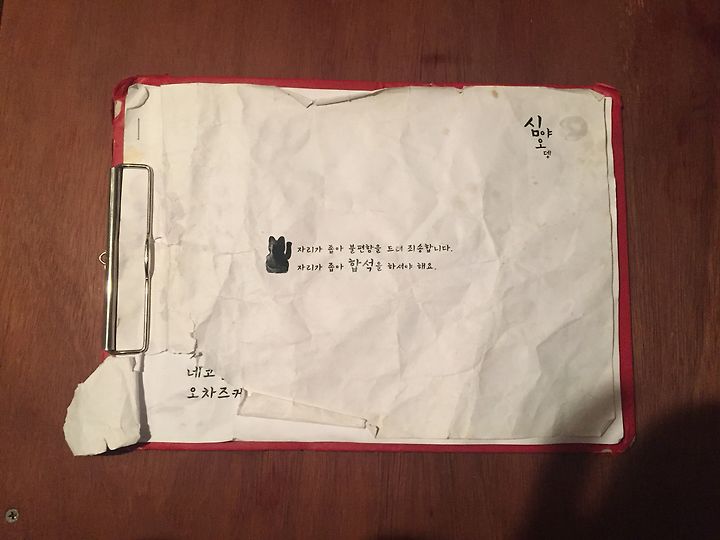 심야
오
뎅
자리가 좁아 불편함을 드려 죄송합니다.
자리가 좁아 합석을 하셔야 해요.
네고
오차즈케